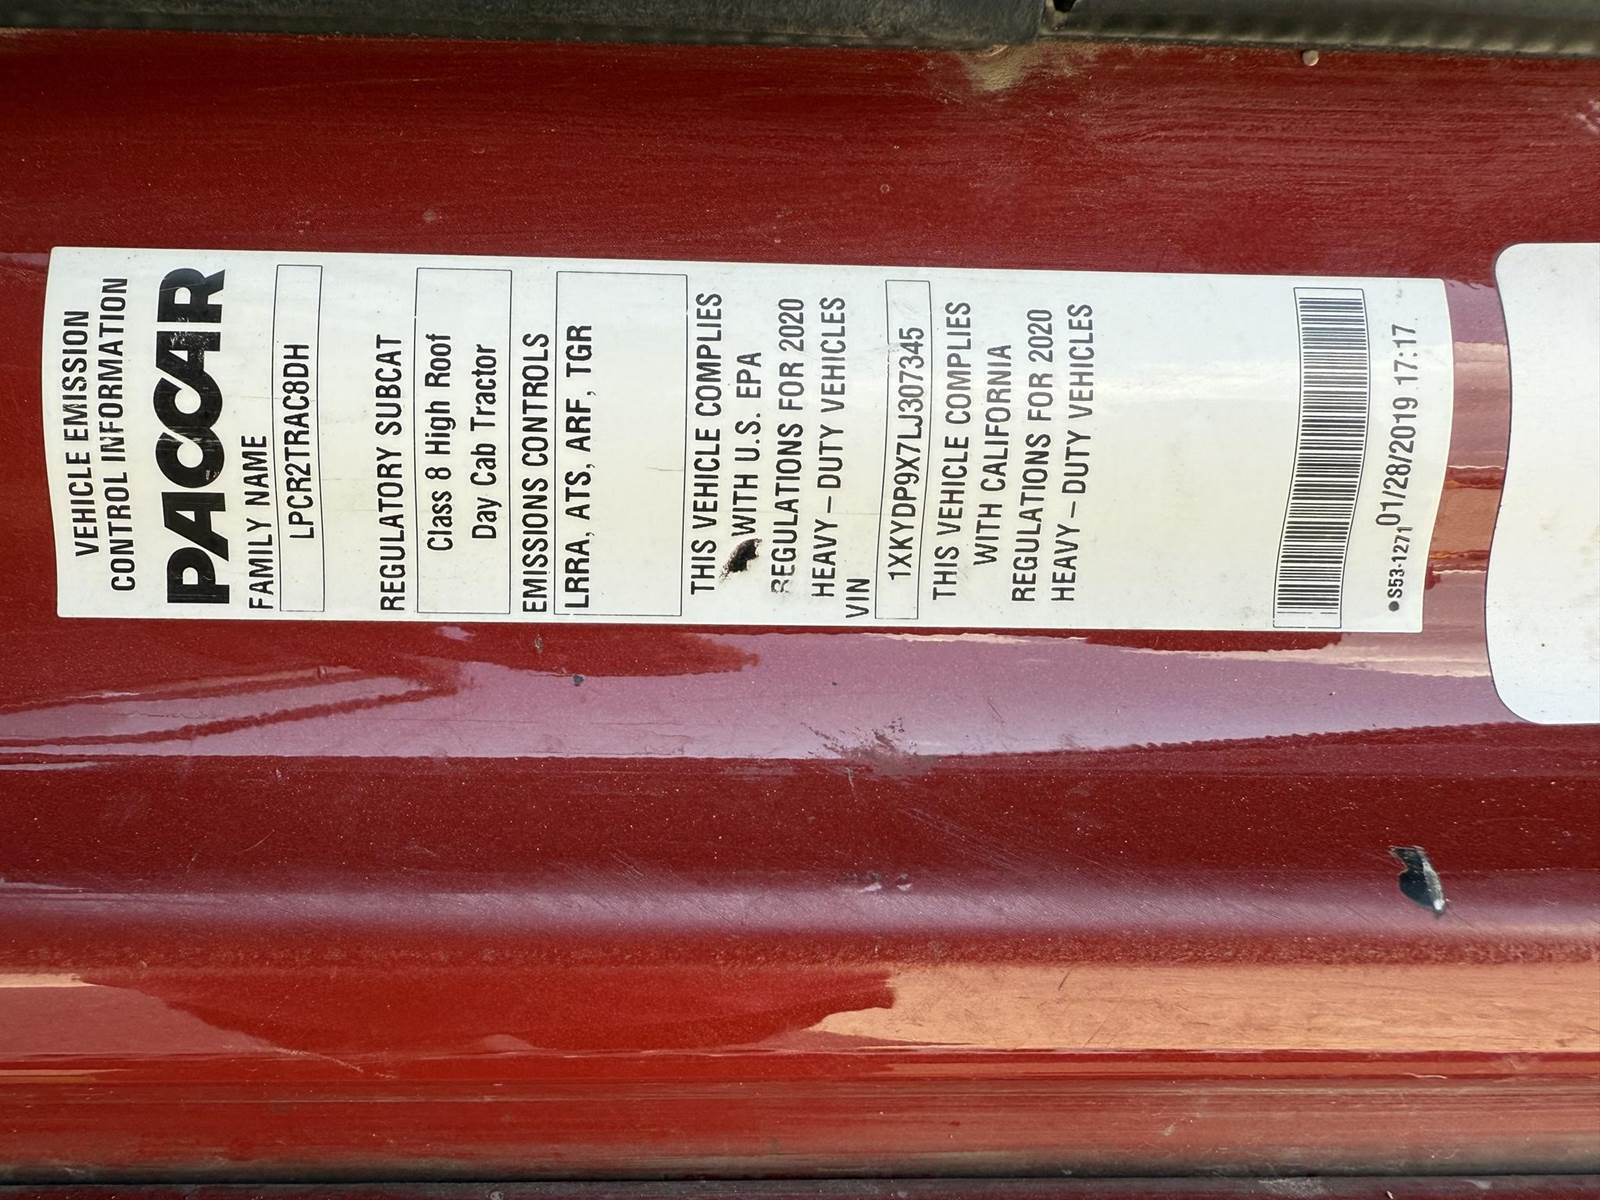 VEHICLE EMISSION
CONTROL INFORMATION
PACCAR
FAMILY NAME
LPCR2TRAC8DH
REGULATORY SUBCAT
Class 8 High Roof
Day Cab Tractor
EMISSIONS CONTROLS
LRRA, ATS, ARF, TGR
THIS VEHICLE COMPLIES
WITH U.S. EPA
REGULATIONS FOR 2020
HEAVY-DUTY VEHICLES
VIN
1XKYDP9X7LJ307345
THIS VEHICLE COMPLIES
WITH CALIFORNIA
REGULATIONS FOR 2020
HEAVY-DUTY VEHICLES
•S53-1271 01/28/2019 17:17